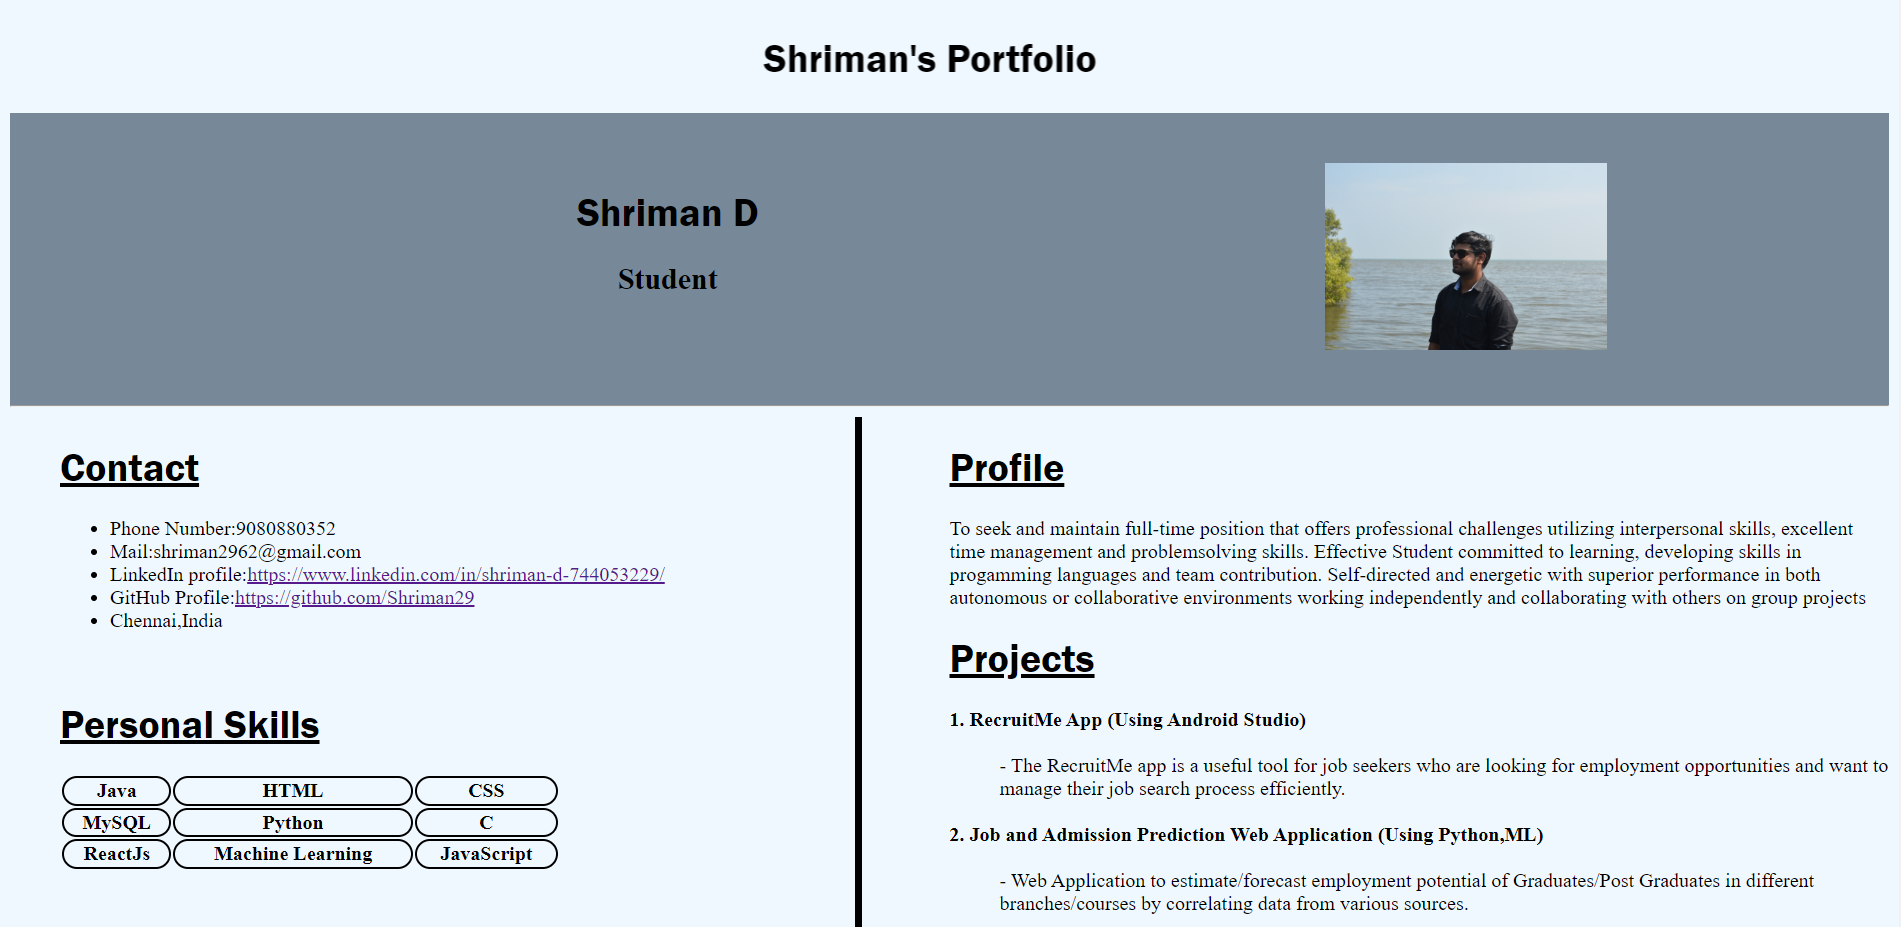 Shriman's Portfolio
Shriman D
Student
Contact
• Phone Number:9080880352
• Mail:shriman2962@gmail.com
• LinkedIn profile:https://www.linkedin.com/in/shriman-d-744053229/
• GitHub Profile:https://github.com/Shriman29
• Chennai,India
Personal Skills
Java HTML CSS
MySQL Python C
ReactJs Machine Learning JavaScript
Profile
To seek and maintain full-time position that offers professional challenges utilizing interpersonal skills, excellent
time management and problemsolving skills. Effective Student committed to learning, developing skills in
progamming languages and team contribution. Self-directed and energetic with superior performance in both
autonomous or collaborative environments working independently and collaborating with others on group projects
Projects
1. RecruitMe App (Using Android Studio)
- The RecruitMe app is a useful tool for job seekers who are looking for employment opportunities and want to
manage their job search process efficiently.
2. Job and Admission Prediction Web Application (Using Python,ML)
- Web Application to estimate/forecast employment potential of Graduates/Post Graduates in different
branches/courses by correlating data from various sources.